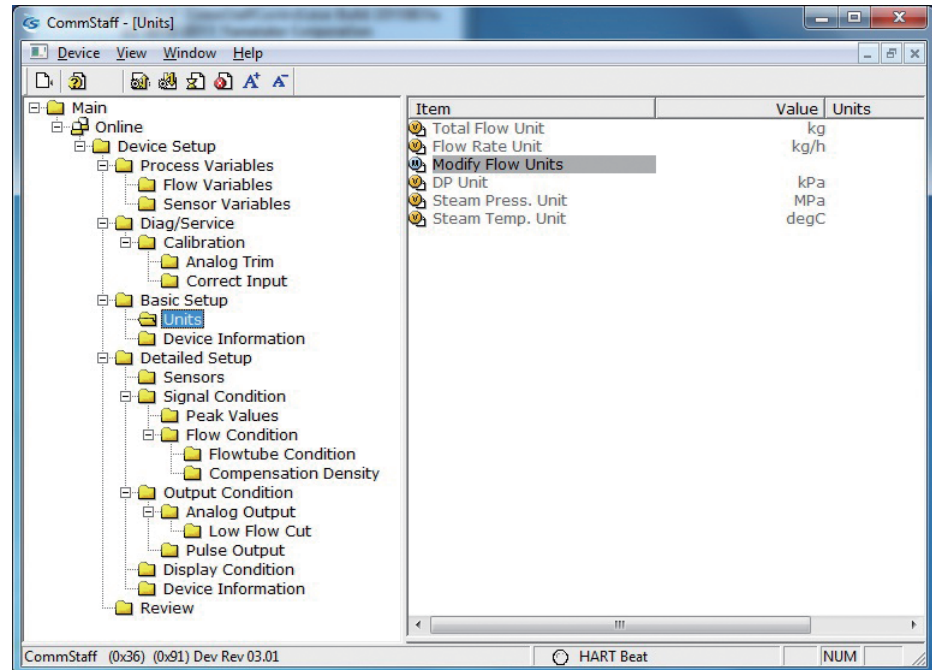 CommStaff - [Units]
Device View Window Help
Main
Online
Device Setup
Process Variables
Flow Variables
Sensor Variables
Diag/Service
Calibration
Analog Trim
Correct Input
Basic Setup
Units
Device Information
Detailed Setup
Sensors
Signal Condition
Peak Values
Flow Condition
Flowtube Condition
Compensation Density
Output Condition
Analog Output
Low Flow Cut
Pulse Output
Display Condition
Device Information
Review
Item Value Units
Total Flow Unit kg
Flow Rate Unit kg/h
Modify Flow Units
DP Unit kPa
Steam Press. Unit MPa
Steam Temp. Unit degC
CommStaff (0x36) (0x91) Dev Rev 03.01 HART Beat NUM